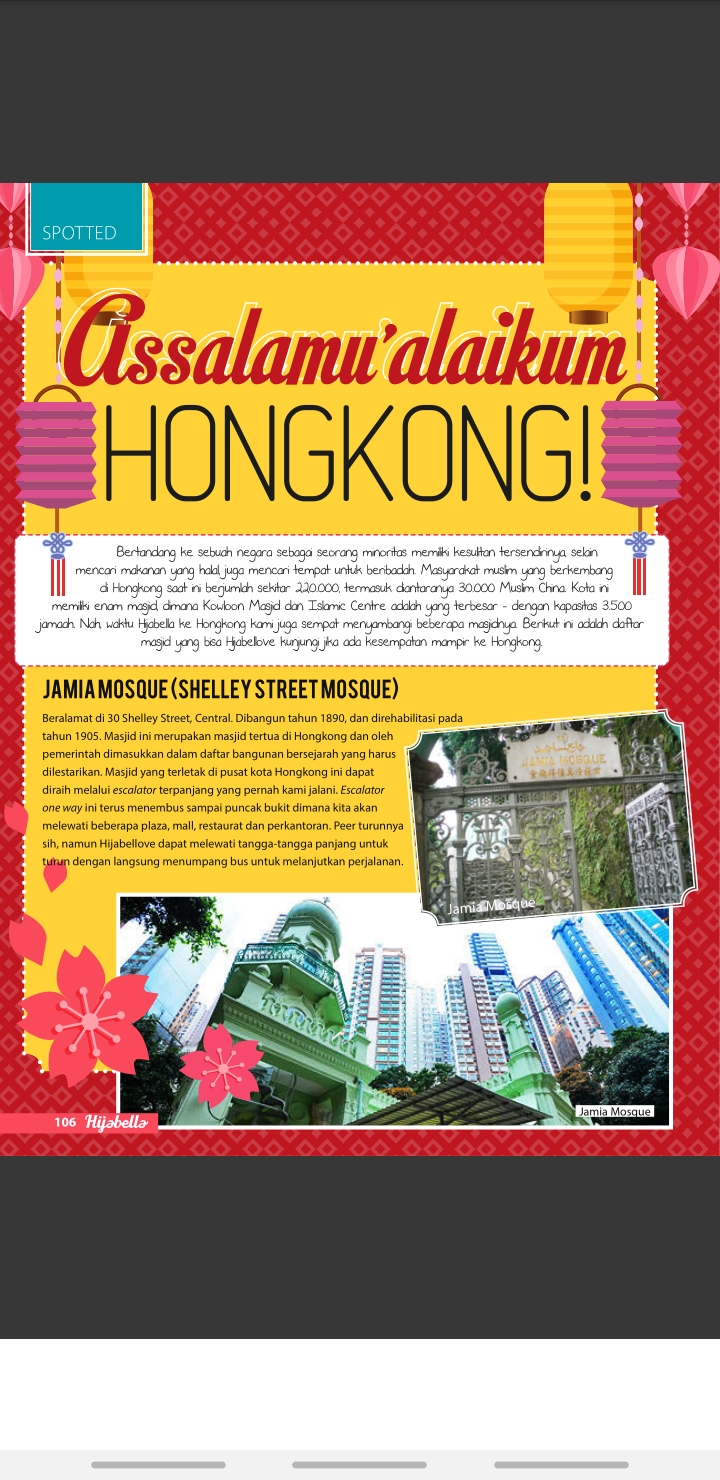 SPOTTED
Assalamu'alaikum
HONGKONG!
Bertandang ke sebuah negara sebagai seorang minoritas memiliki kesulitan tersendirinya, selain
mencari makanan yang halal, juga mencari tempat untuk beribadah. Masyarakat muslim yang berkembang
di Hongkong saat ini berjumlah sekitar 220.000, termasuk diantaranya 30.000 Muslim China. Kota ini
memiliki enam masjid, dimana Kowloon Masjid dan Islamic Centre adalah yang terbesar - dengan kapasitas 3.500
jamaah. Nah, waktu Hijabella ke Hongkong kami juga sempat menyambangi beberapa masjidnya. Berikut ini adalah daftar
masjid yang bisa Hijabellove kunjungi jika ada kesempatan mampir ke Hongkong.
JAMIA MOSQUE (SHELLEY STREET MOSQUE)
Beralamat di 30 Shelley Street, Central. Dibangun tahun 1890, dan direhabilitasi pada
tahun 1905. Masjid ini merupakan masjid tertua di Hongkong dan oleh
pemerintah dimasukkan dalam daftar bangunan bersejarah yang harus
dilestarikan. Masjid yang terletak di pusat kota Hongkong ini dapat
diraih melalui escalator terpanjang yang pernah kami jalani. Escalator
one way ini terus menembus sampai puncak bukit dimana kita akan
melewati beberapa plaza, mall, restaurat dan perkantoran. Peer turunnya
sih, namun Hijabellove dapat melewati tangga-tangga panjang untuk
turun dengan langsung menumpang bus untuk melanjutkan perjalanan.
JAMIA MOSQUE
Jamia Mosque
Jamia Mosque
106 Hijabella